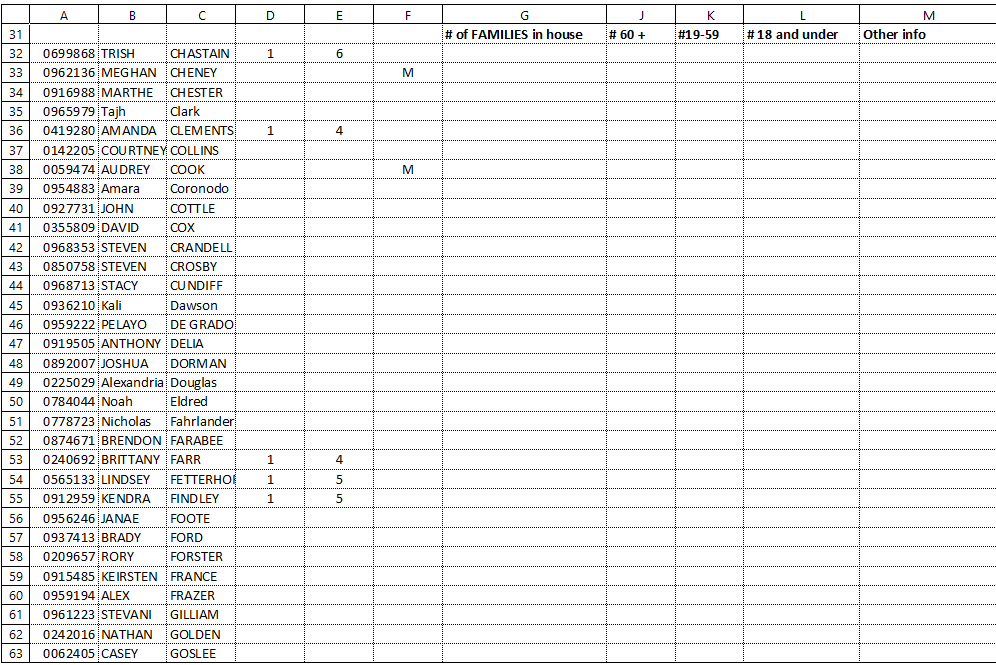 A B C D E F G J K L M
31 # of FAMILIES in house # 60 + #19-59 # 18 and under Other info
32 0699868 TRISH CHASTAIN 1 6
33 0962136 MEGHAN CHENEY M
34 0916988 MARTHE CHESTER
35 0965979 Tajh Clark
36 0419280 AMANDA CLEMENTS 1 4
37 0142205 COURTNEY COLLINS
38 0059474 AUDREY COOK M
39 0954883 Amara Coronodo
40 0927731 JOHN COTTLE
41 0355809 DAVID COX
42 0968353 STEVEN CRANDELL
43 0850758 STEVEN CROSBY
44 0968713 STACY CUNDIFF
45 0936210 Kali Dawson
46 0959222 PELAYO DE GRADO
47 0919505 ANTHONY DELIA
48 0892007 JOSHUA DORMAN
49 0225029 Alexandria Douglas
50 0784044 Noah Eldred
51 0778723 Nicholas Fahrlander
52 0874671 BRENDON FARABEE
53 0240692 BRITTANY FARR 1 4
54 0565133 LINDSEY FETTERHO 1 5
55 0912959 KENDRA FINDLEY 1 5
56 0956246 JANAE FOOTE
57 0937413 BRADY FORD
58 0209657 RORY FORSTER
59 0915485 KEIRSTEN FRANCE
60 0959194 ALEX FRAZER
61 0961223 STEVANI GILLIAM
62 0242016 NATHAN GOLDEN
63 0062405 CASEY GOSLEE